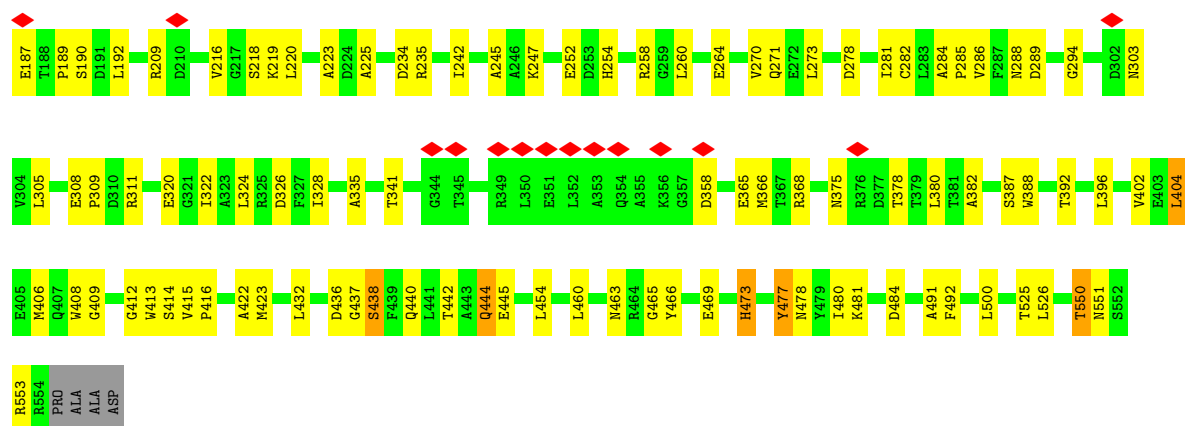 E187 T188 P189 S190 D191 L192 R209 D210 V216 G217 S218 K219 L220 A223 D224 A225 D234 R235 I242 A245 A246 K247 E252 D253 H254 R258 G259 L260 E264 V270 Q271 E272 L273 D278 I281 C282 L283 A284 P285 V286 F287 N288 D289 G294 D302 N303
V304 L305 E308 P309 D310 R311 E320 G321 I322 A323 L324 R325 D326 F327 I328 A335 T341 G344 T345 R349 L350 E351 L352 A353 Q354 A355 K356 G357 D358 E365 M366 T367 R368 N375 R376 D377 T378 T379 L380 T381 A382 S387 W388 T392 L396 V402 E403 L404
E405 M406 Q407 W408 G409 G412 W413 S414 V415 P416 A422 M423 L432 D436 G437 S438 F439 Q440 L441 T442 A443 Q444 E445 L454 L460 N463 R464 G465 Y466 E469 H473 Y477 N478 Y479 I480 K481 D484 A491 F492 L500 T525 L526 T550 N551 S552
R553 R554 PRO ALA ALA ASP